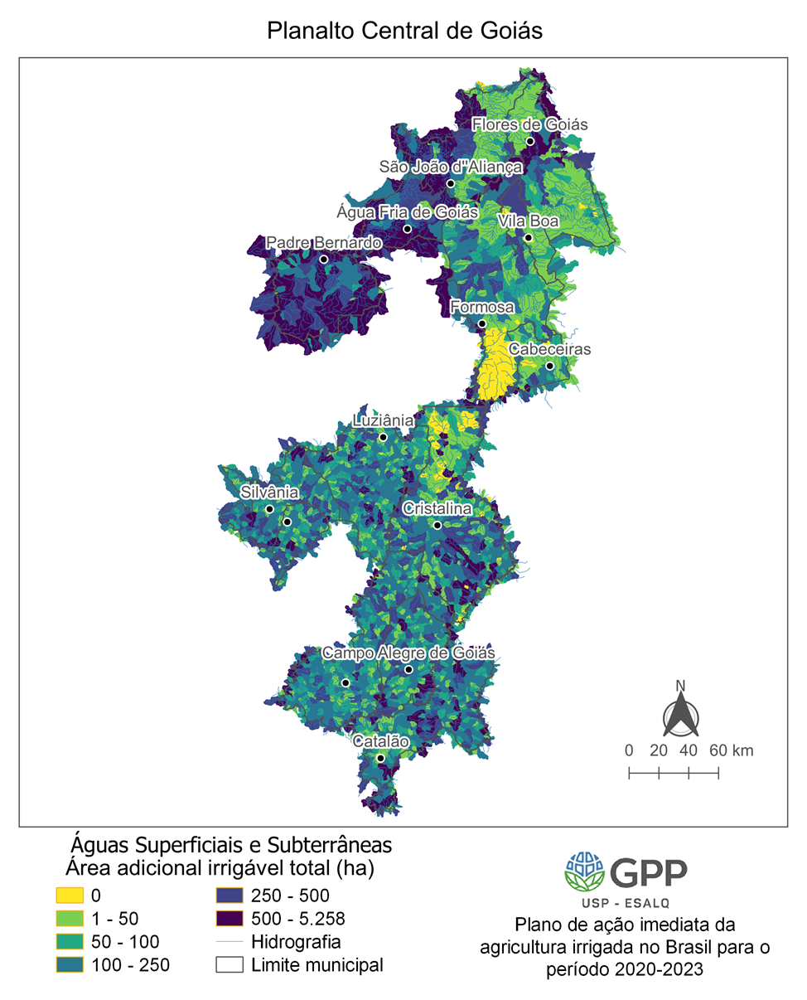 Planalto Central de Goiás
Flores de Goiás
São João d"Aliança
Água Fria de Goiás
Vila Boa
Padre Bernardo
Formosa
Cabeceiras
Luziânia
Silvânia
Cristalina
Campo Alegre de Goiás
Catalão
N
0 20 40 60 km
Águas Superficiais e Subterrâneas
Área adicional irrigável total (ha)
0
1 - 50
50 - 100
100 - 250
250 - 500
500 - 5.258
Hidrografia
Limite municipal
GPP
USP - ESALQ
Plano de ação imediata da
agricultura irrigada no Brasil para o
período 2020-2023